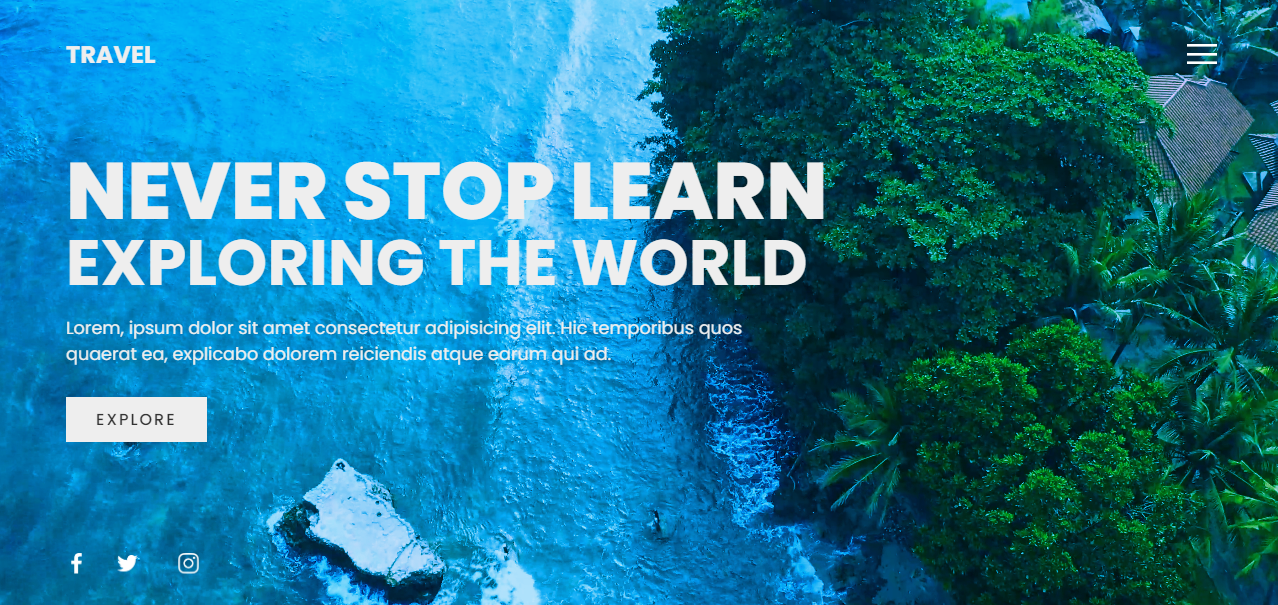 TRAVEL
NEVER STOP LEARN
EXPLORING THE WORLD
Lorem, ipsum dolor sit amet consectetur adipisicing elit. Hic temporibus quos
quaerat ea, explicabo dolorem reiciendis atque earum qui ad.
EXPLORE